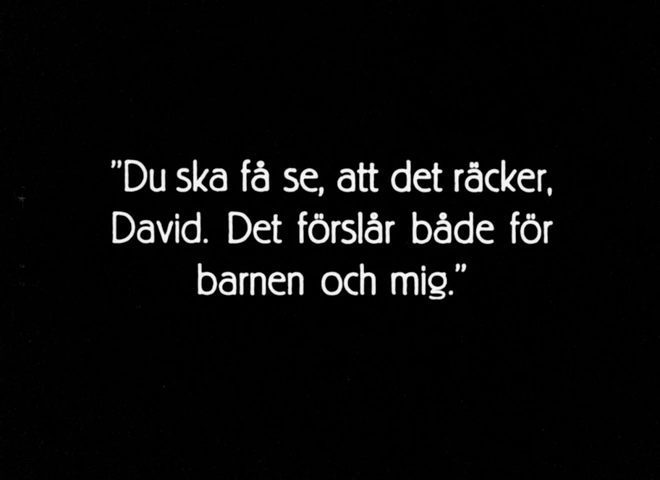 ”Du ska få se, att det räcker,
David. Det förslår både för
barnen och mig.”